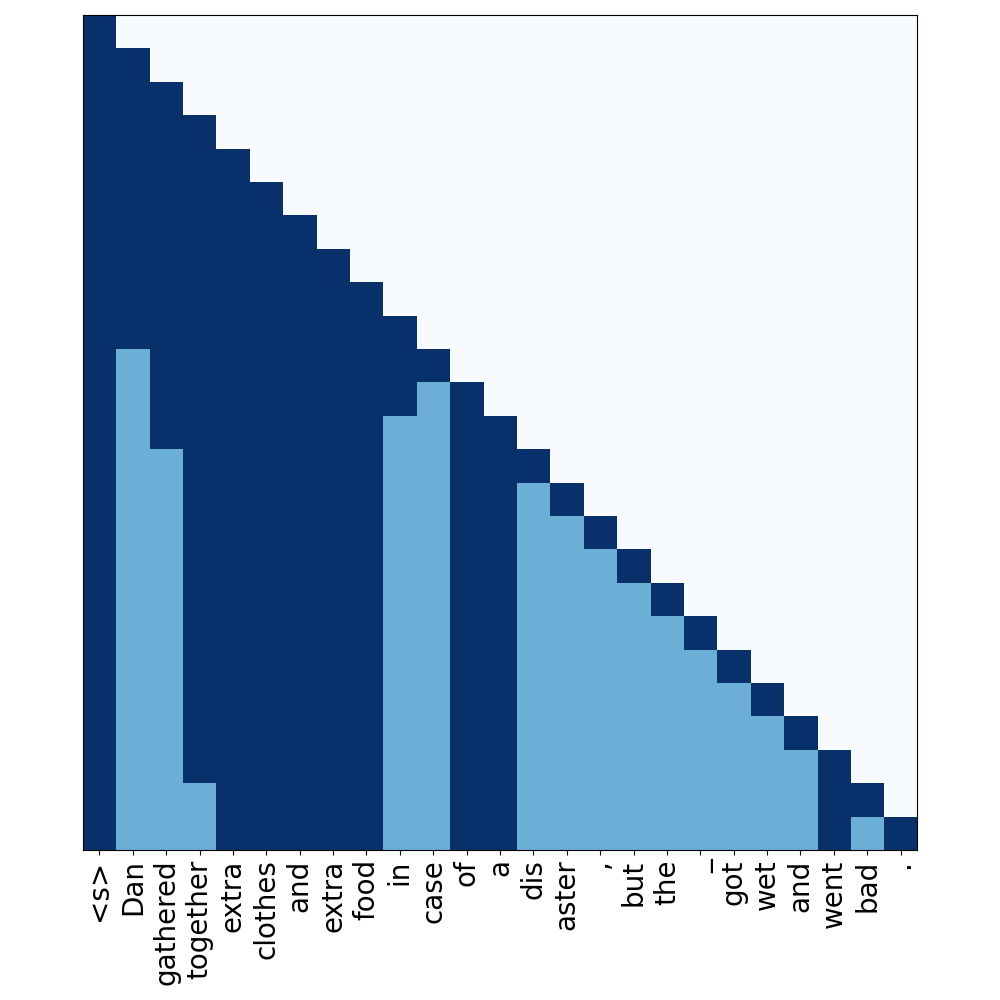 <s>
Dan
gathered
together
extra
clothes
and
extra
food
in
case
of
a
dis
aster
,
but
the
_
got
wet
and
went
bad
.